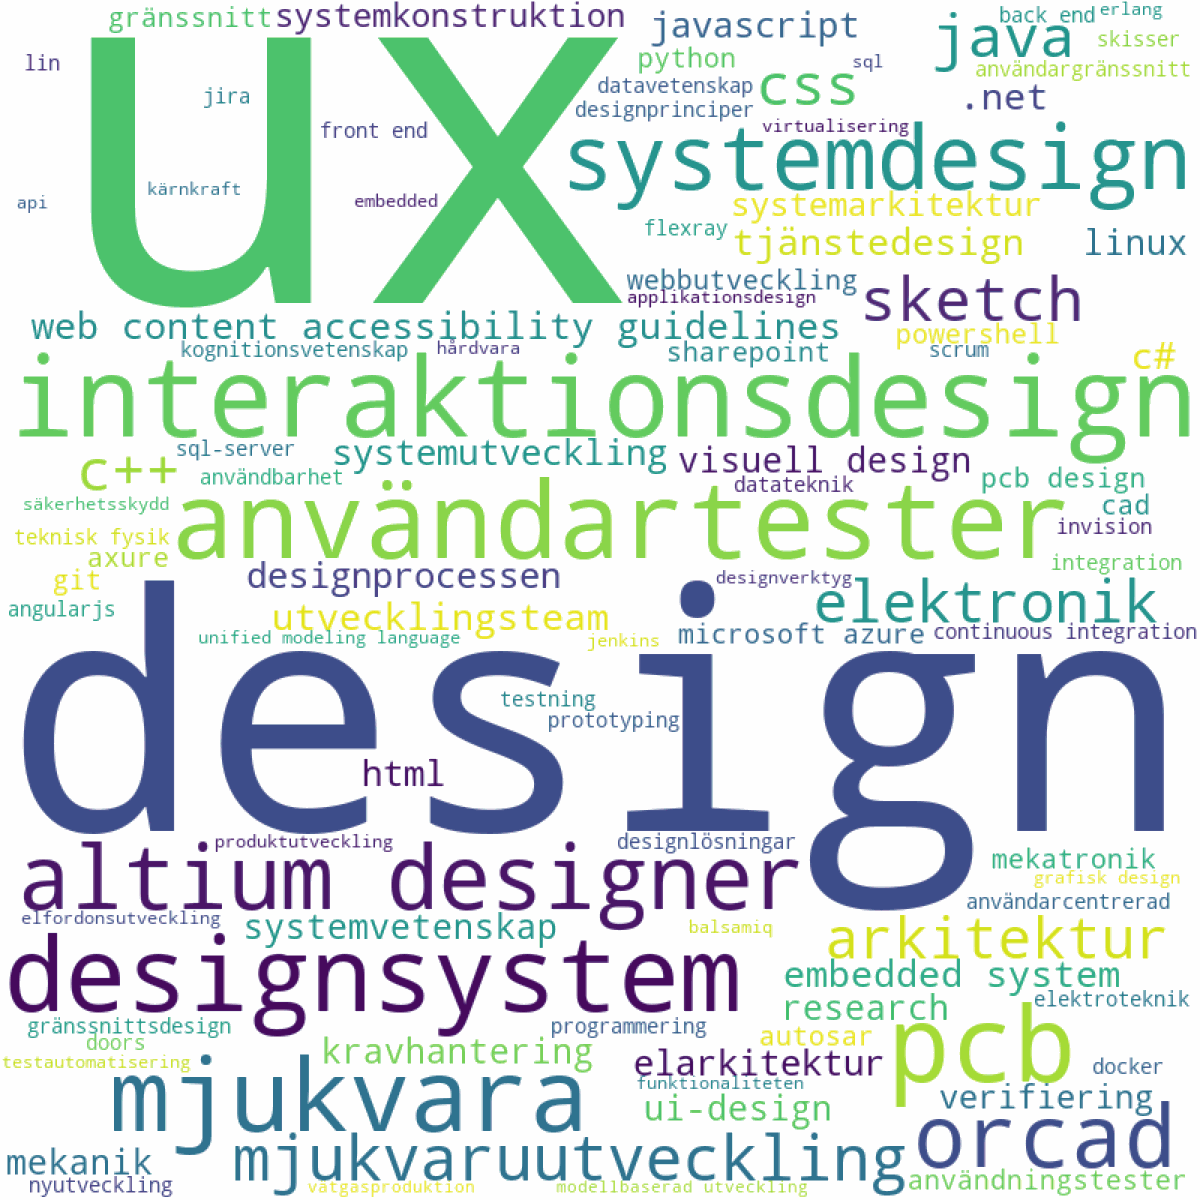 gränssnitt
systemkonstruktion
javascript
java
back end
erlang
skisser
användargränssnitt
lin
ux
python
sql
css
.net
jira
datavetenskap
designprinciper
front end
virtualisering
systemdesign
kärnkraft
api
embedded
systemarkitektur
flexray
tjänstedesign
linux
webbutveckling
applikationsdesign
sketch
web content accessibility guidelines
powershell
kognitionsvetenskap
hårdvara
sharepoint
scrum
c#
interaktionsdesign
sql-server
systemutveckling
visuell design
c++
användbarhet
datateknik
pcb design
säkerhetsskydd
användartester
cad
invision
teknisk fysik
axure
integration
git
designprocessen
designverktyg
elektronik
angularjs
utvecklingsteam
unified modeling language
jenkins
microsoft azure
continuous integration
design
testning
prototyping
html
produktutveckling
designlösningar
altium designer
mekatronik
grafisk design
användarcentrerad
elfordonsutveckling
systemvetenskap
balsamiq
arkitektur
designsystem
embedded system
research
elektroteknik
gränssnittsdesign
programmering
pcb
doors
kravhantering
autosar
testautomatisering
elarkitektur
docker
mjukvara
funktionaliteten
ui-design
verifiering
orcad
mekanik
mjukvaruutveckling
användningstester
nyutveckling
vatgasproduktion
modellbaserad utveckling